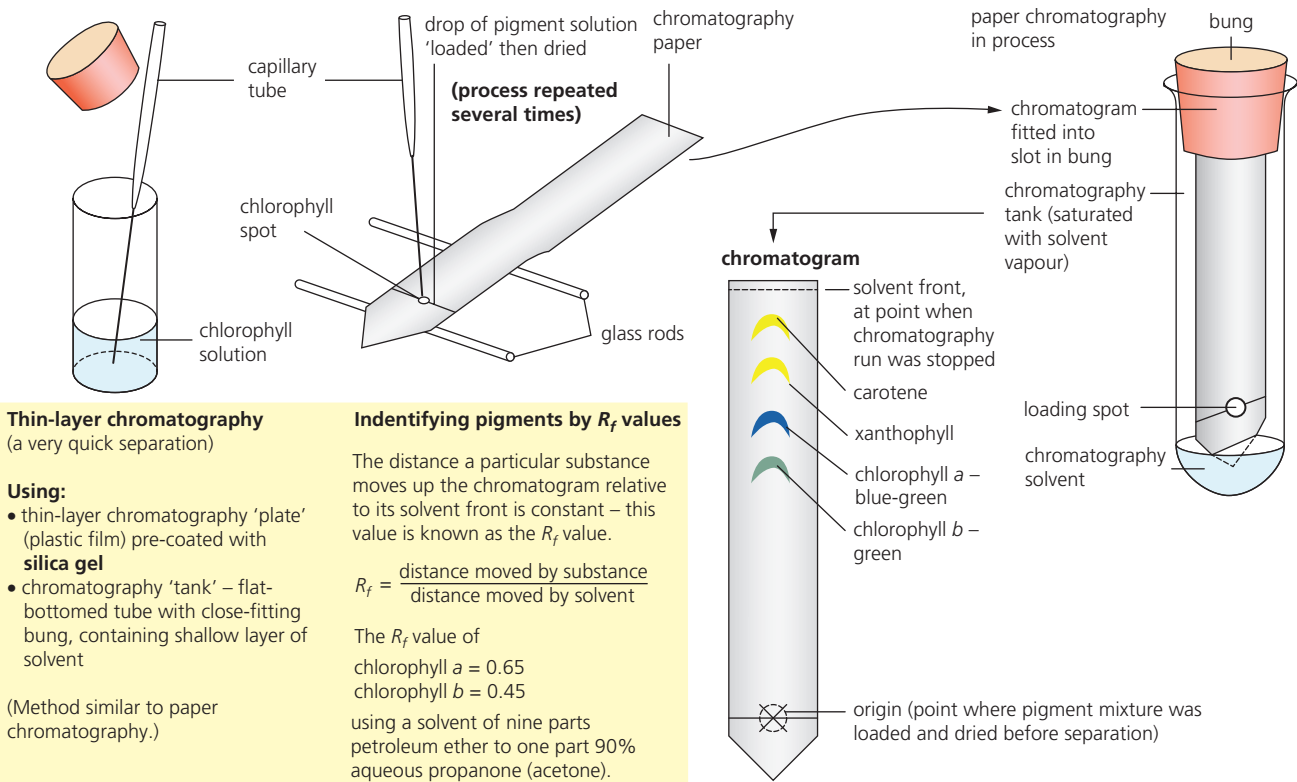 capillary
tube
drop of pigment solution
‘loaded’ then dried
(process repeated
several times)
chromatography
paper
chlorophyll
spot
chlorophyll
solution
glass rods
paper chromatography
in process
bung
chromatogram
fitted into
slot in bung
chromatography
tank (saturated
with solvent
vapour)
loading spot
chromatography
solvent
chromatogram
solvent front,
at point when
chromatography
run was stopped
carotene
xanthophyll
chlorophyll a –
blue-green
chlorophyll b –
green
origin (point where pigment mixture was
loaded and dried before separation)
Thin-layer chromatography
(a very quick separation)
Using:
• thin-layer chromatography ‘plate’
(plastic film) pre-coated with
silica gel
• chromatography ‘tank’ – flat-
bottomed tube with close-fitting
bung, containing shallow layer of
solvent
(Method similar to paper
chromatography.)
Indentifying pigments by Rf values
The distance a particular substance
moves up the chromatogram relative
to its solvent front is constant – this
value is known as the Rf value.
Rf = distance moved by substance
distance moved by solvent
The Rf value of
chlorophyll a = 0.65
chlorophyll b = 0.45
using a solvent of nine parts
petroleum ether to one part 90%
aqueous propanone (acetone).